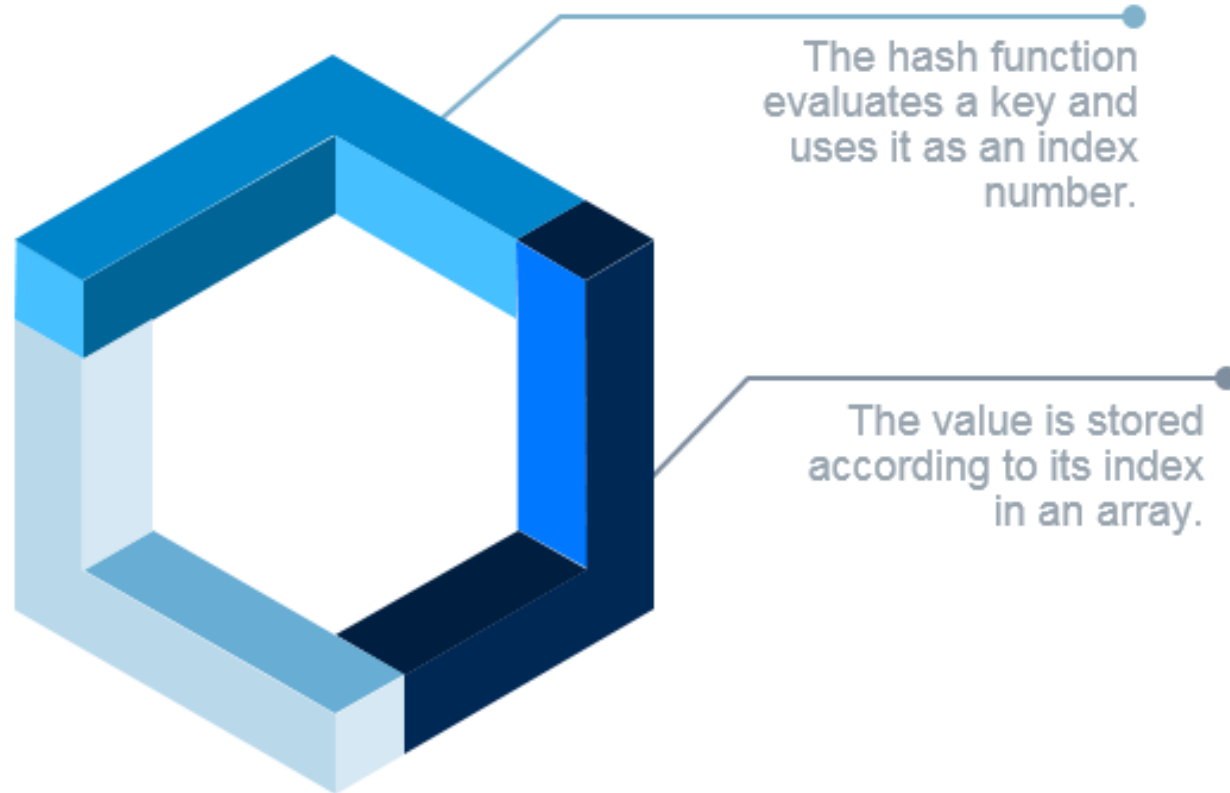 The hash function
evaluates a key and
uses it as an index
number.
The value is stored
according to its index
in an array.